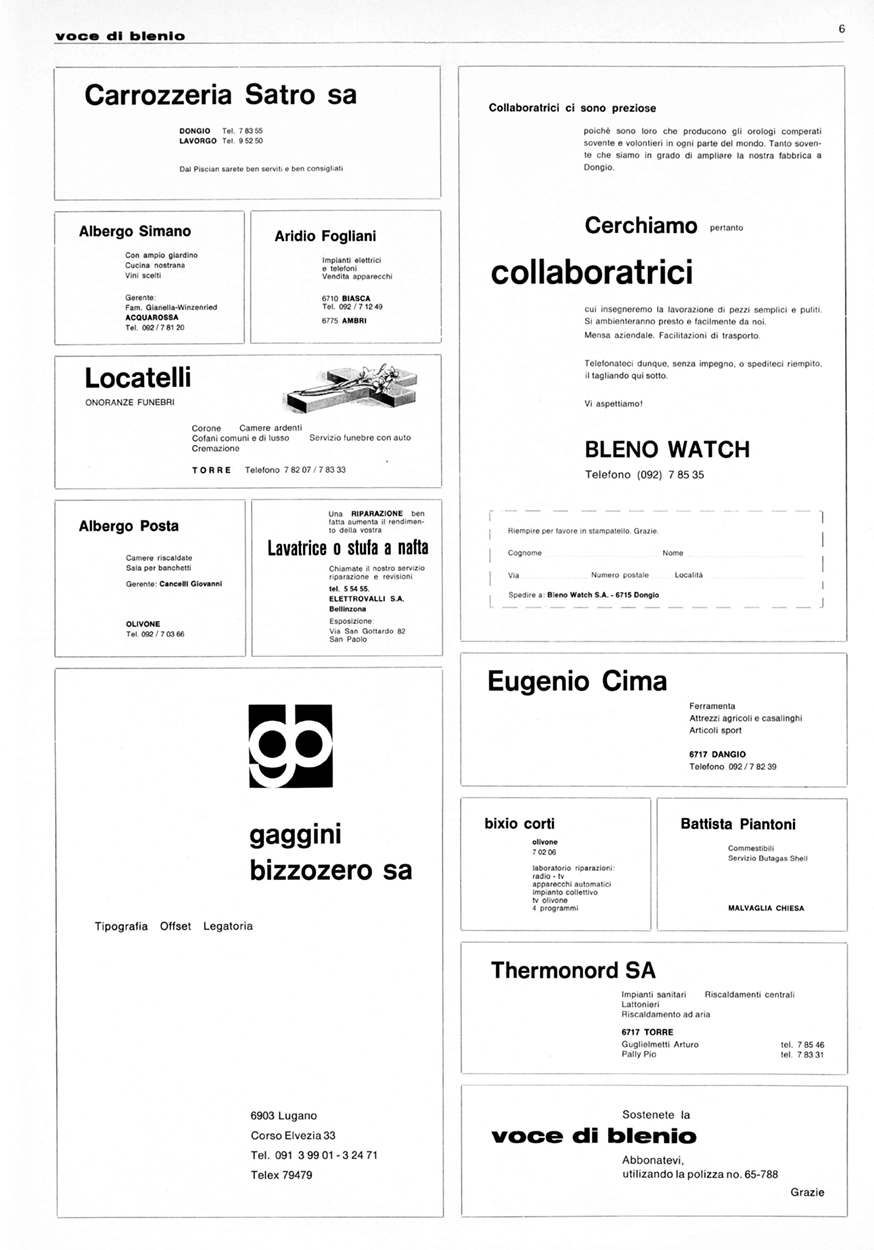 voce di blenio
6
Carrozzeria Satro sa
DONGIO Tel. 7 83 55
LAVORGO Tel. 9 52 50
Dal Piscian sarete ben serviti e ben consigliati
Albergo Simano
Con ampio giardino
Cucina nostrana
Vini scelti
Gerente:
Fam. Gianella-Winzenried
ACQUAROSSA
Tel. 092 / 7 81 20
Aridio Fogliani
Impianti elettrici
e telefoni
Vendita apparecchi
6710 BIASCA
Tel. 092 / 7 12 49
6775 AMBRI
Locatelli
ONORANZE FUNEBRI
Corone Camere ardenti
Cofani comuni e di lusso Servizio funebre con auto
Cremazione
TORRE Telefono 7 82 07 / 7 83 33
Albergo Posta
Camere riscaldate
Sala per banchetti
Gerente: Cancelli Giovanni
OLIVONE
Tel. 092 / 7 03 66
Una RIPARAZIONE ben
fatta aumenta il rendimen-
to della vostra
Lavatrice o stufa a nafta
Chiamate il nostro servizio
riparazione e revisioni
tel. 5 54 55.
ELETTROVALLI S.A.
Bellinzona
Esposizione:
Via San Gottardo 82
San Paolo
gb
gaggini
bizzozero sa
Tipografia Offset Legatoria
6903 Lugano
Corso Elvezia 33
Tel. 091 3 99 01 - 3 24 71
Telex 79479
Collaboratrici ci sono preziose
poichè sono loro che producono gli orologi comperati
sovente e volontieri in ogni parte del mondo. Tanto soven-
te che siamo in grado di ampliare la nostra fabbrica a
Dongio.
Cerchiamo pertanto
collaboratrici
cui insegneremo la lavorazione di pezzi semplici e puliti.
Si ambienteranno presto e facilmente da noi.
Mensa aziendale. Facilitazioni di trasporto.
Telefonateci dunque, senza impegno, o spediteci riempito,
il tagliando qui sotto.
Vi aspettiamo!
BLENO WATCH
Telefono (092) 7 85 35
Riempire per favore in stampatello. Grazie.
Cognome Nome
Via Numero postale Località
Spedire a: Bleno Watch S.A. - 6715 Dongio
Eugenio Cima
Ferramenta
Attrezzi agricoli e casalinghi
Articoli sport
6717 DANGIO
Telefono 092 / 7 82 39
bixio corti
olivone
7 02 06
laboratorio riparazioni:
radio - tv
apparecchi automatici
impianto collettivo
tv olivone
4 programmi
Battista Piantoni
Commestibili
Servizio Butagas Shell
MALVAGLIA CHIESA
Thermonord SA
Impianti sanitari Riscaldamenti centrali
Lattonieri
Riscaldamento ad aria
6717 TORRE
Guglielmetti Arturo tel. 7 85 46
Pally Pio tel. 7 83 31
Sostenete la
voce di blenio
Abbonatevi,
utilizando la polizza no. 65-788
Grazie